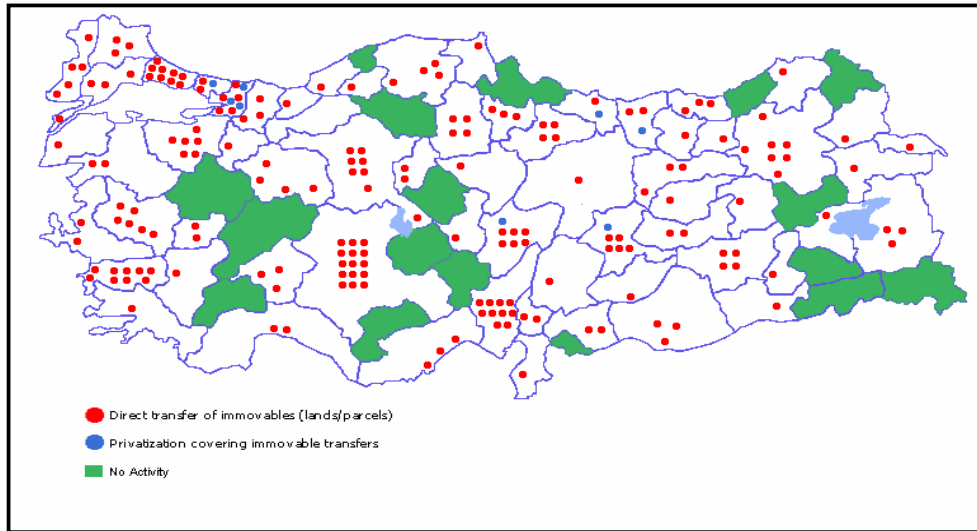 Direct transfer of immovables (lands/parcels)
Privatization covering immovable transfers
No Activity